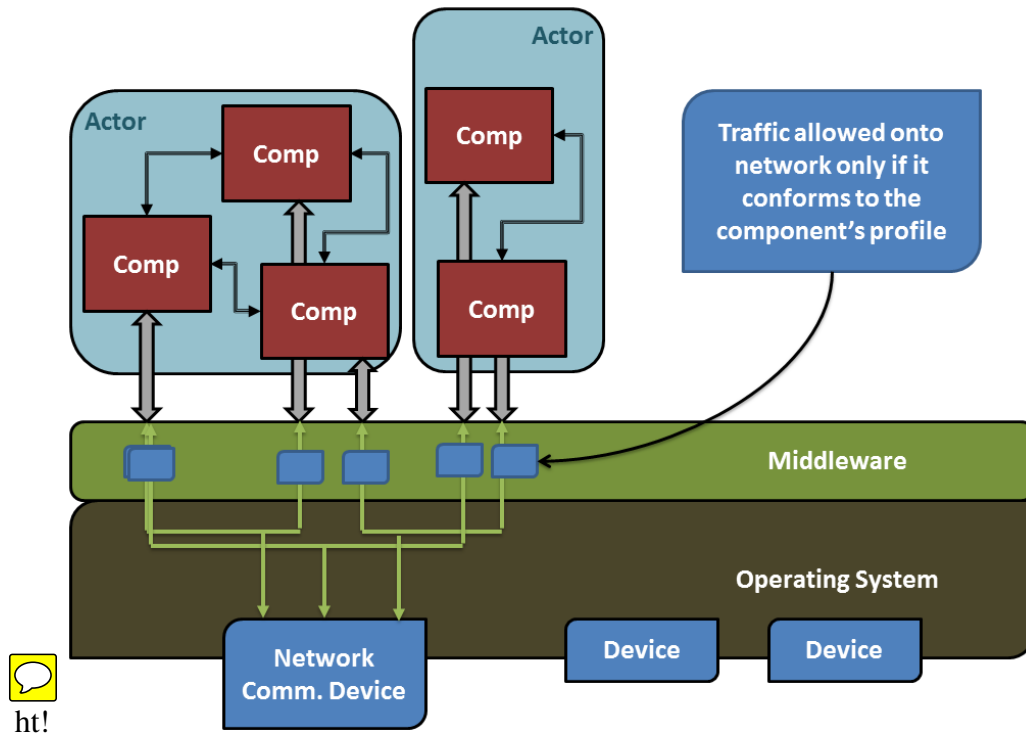 Actor
Actor
Comp
Comp
Comp
Comp
Comp
Traffic allowed onto
network only if it
conforms to the
component's profile
Middleware
Operating System
Network
Comm. Device
Device
Device
ht!